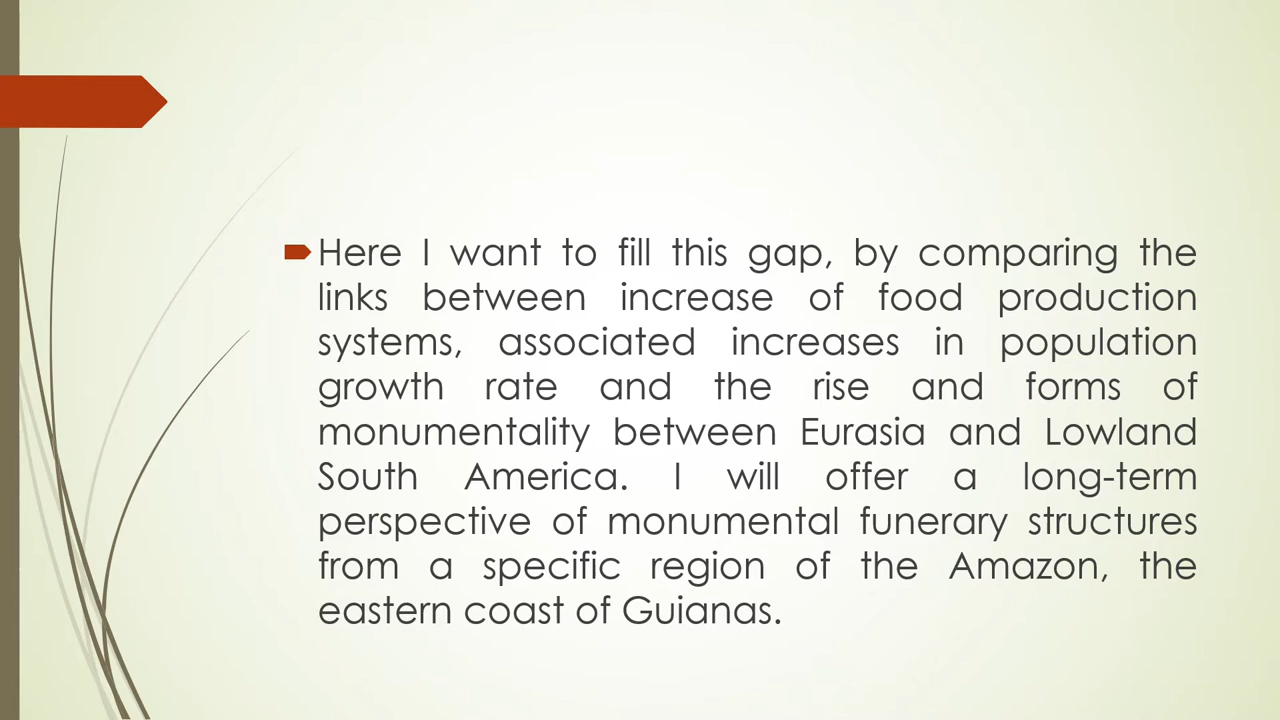 Here I want to fill this gap, by comparing the
links between increase of food production
systems, associated increases in population
growth rate and the rise and forms of
monumentality between Eurasia and Lowland
South America. I will offer a long-term
perspective of monumental funerary structures
from a specific region of the Amazon, the
eastern coast of Guianas.